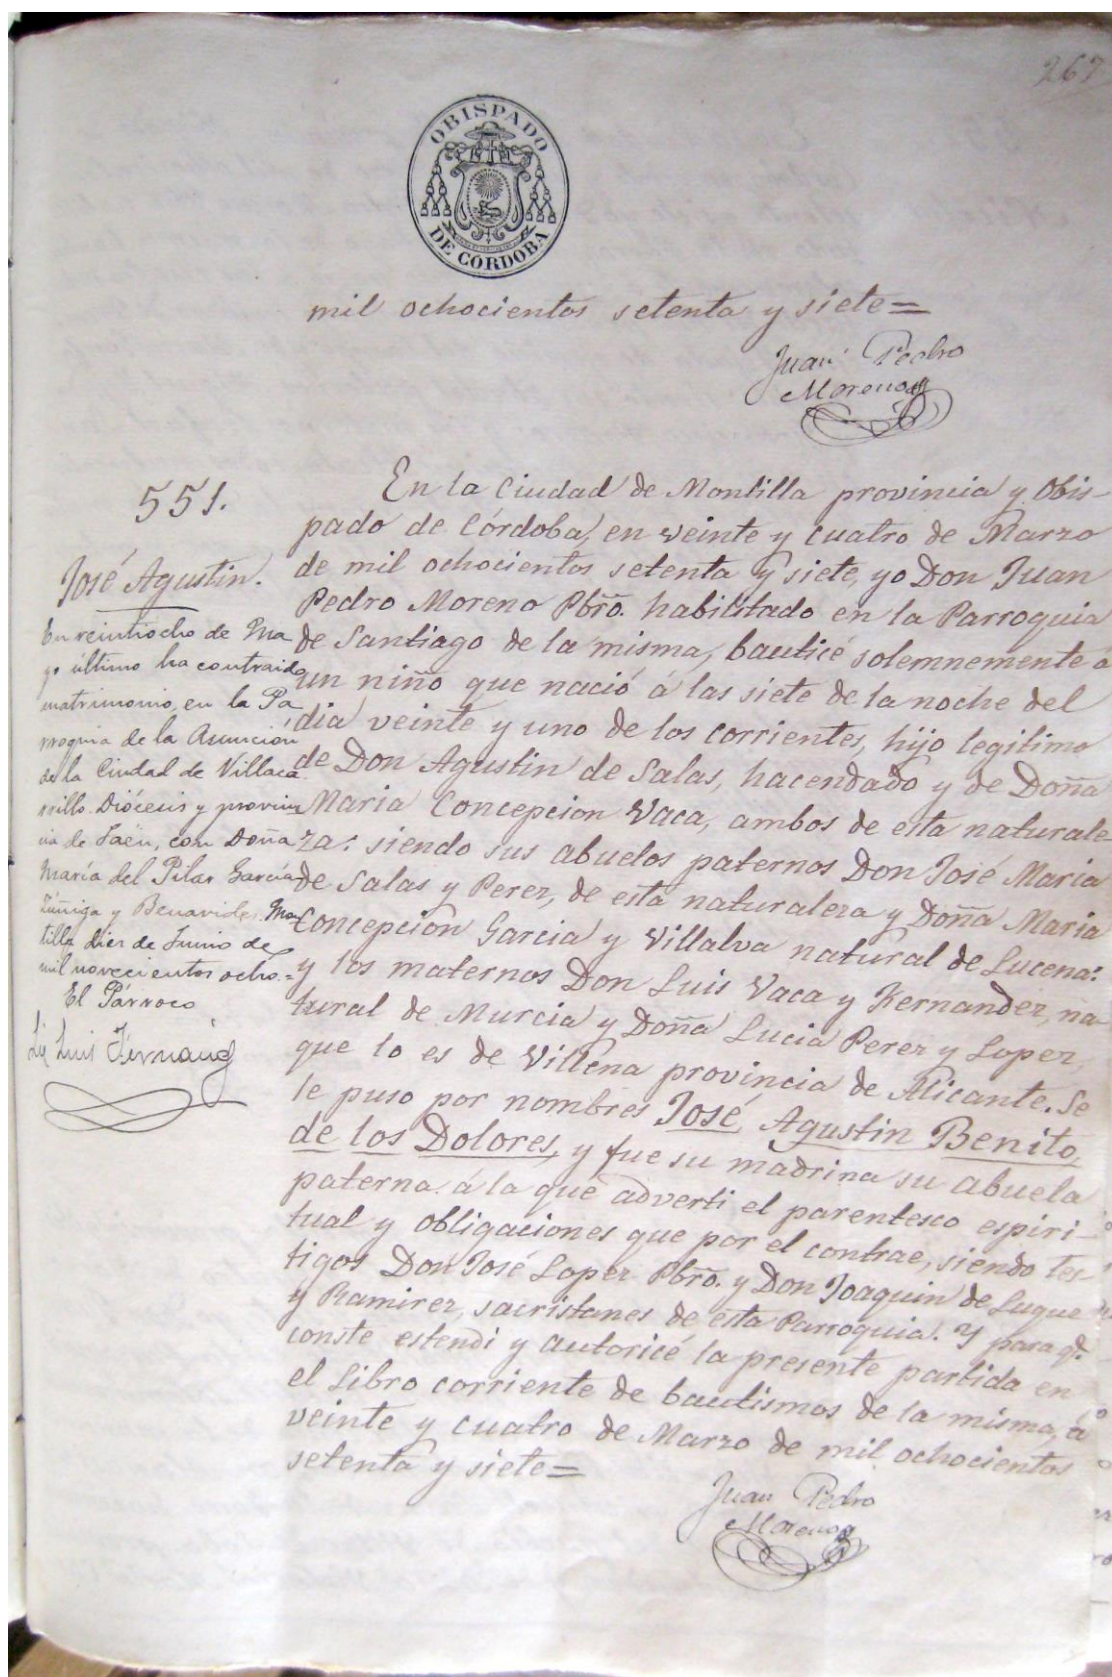 267
OBISPADO
DE CORDOBA
mil ochocientos setenta y siete=
Juan Pedro
Moreno
551.
José Agustin.
En veintiocho de Ma
yo último ha contraido
matrimonio, en la Pa
rroquia de la Asunción
de la Ciudad de Villaca
rrillo. Diócesis y provin
cia de Jaén, con Doña
María del Pilar García
Zúñiga y Benavides. Mon
tilla diez de Junio de
mil novecientos ocho.=
El Párroco
Luis Fernand
En la Ciudad de Montilla provincia y Obis-
pado de Córdoba, en veinte y cuatro de Marzo
de mil ochocientos setenta y siete, yo Don Juan
Pedro Moreno Pbro. habilitado en la Parroquia
de Santiago de la misma, bauticé solemnemente á
un niño que nació á las siete de la noche del
dia veinte y uno de los corrientes, hijo legitimo
de Don Agustin de Salas, hacendado y de Doña
Maria Concepcion Vaca, ambos de esta naturale-
za: siendo sus abuelos paternos Don José Maria
de Salas y Perez, de esta naturaleza y Doña Maria
Concepcion Garcia y Villalva natural de Lucena:
y los maternos Don Luis Vaca y Hernandez, na-
tural de Murcia y Doña Lucia Perez y Lopez,
que lo es de Villena provincia de Alicante. Se
le puso por nombres José, Agustin Benito,
de los Dolores, y fue su madrina su abuela
paterna. á la que adverti el parentesco espiri-
tual y obligaciones que por el contrae, siendo tes-
tigos Don José Lopez Pbro. y Don Joaquin de Luque
y Ramirez, sacristanes de esta Parroquia. Y para q.e
conste estendi y autoricé la presente partida en
el Libro corriente de bautismos de la misma, á
veinte y cuatro de Marzo de mil ochocientos
setenta y siete=
Juan Pedro
Moreno